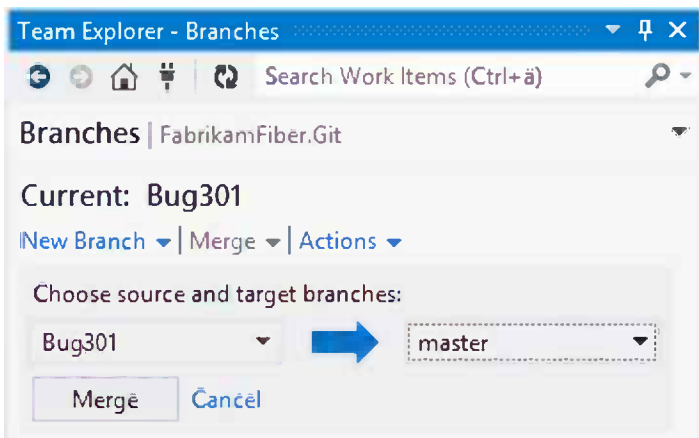 Team Explorer - Branches
Search Work Items (Ctrl+ä)
Branches | FabrikamFiber.Git
Current: Bug301
New Branch | Merge | Actions
Choose source and target branches:
Bug301 master
Merge Cancel